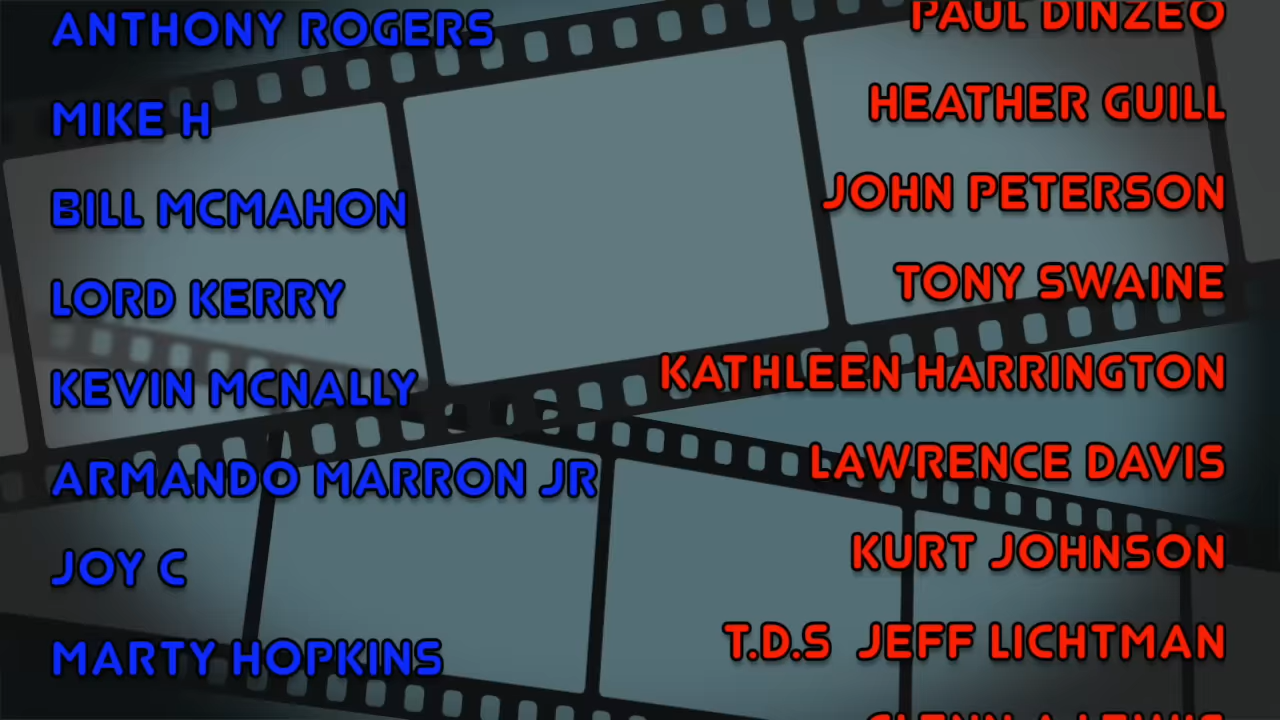 ANTHONY ROGERS
MIKE H
BILL MCMAHON
LORD KERRY
KEVIN MCNALLY
ARMANDO MARRON JR
JOY C
MARTY HOPKINS
PAUL DINZEO
HEATHER GUILL
JOHN PETERSON
TONY SWAINE
KATHLEEN HARRINGTON
LAWRENCE DAVIS
KURT JOHNSON
T.D.S JEFF LICHTMAN